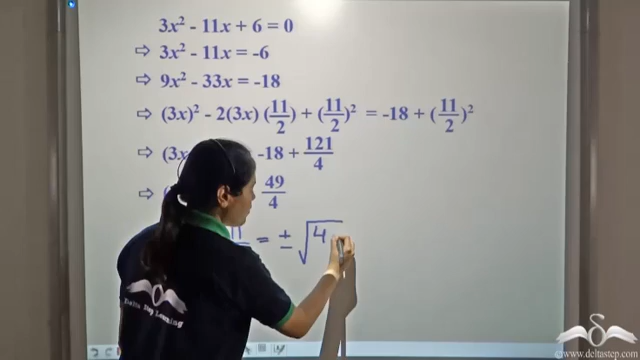 3x² - 11x + 6 = 0
⇨ 3x² - 11x = -6
⇨ 9x² - 33x = -18
⇨ (3x)² - 2(3x) (11/2) + (11/2)² = -18 + (11/2)²
⇨ (3x -18 + 121/4
⇨ 49/4
11 = ± √4
Delta Step Learning
©www.deltastep.com